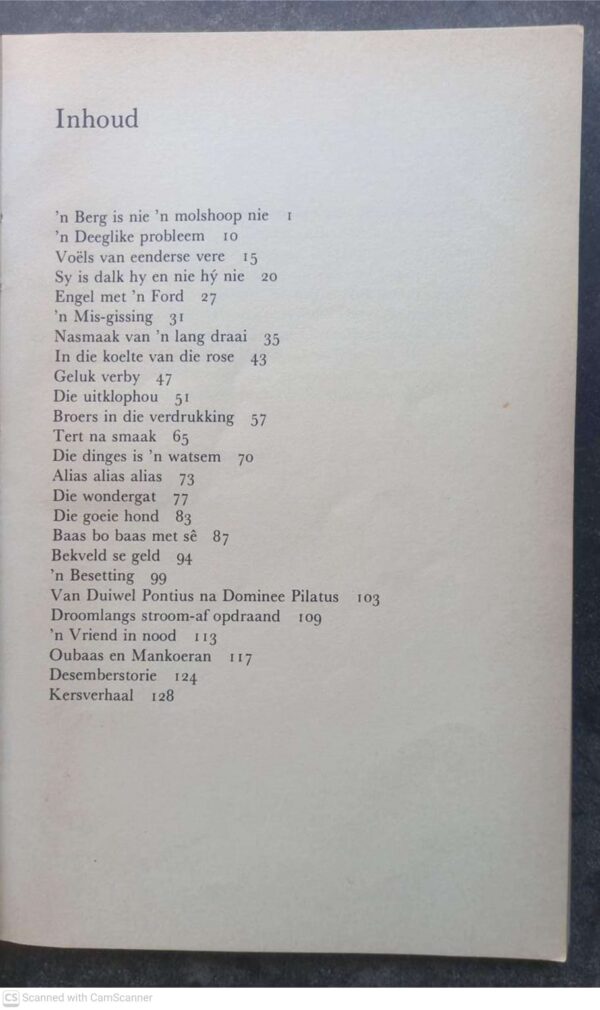 Inhoud
'n Berg is nie 'n molshoop nie 1
'n Deeglike probleem 10
Voëls van eenderse vere 15
Sy is dalk hy en nie hý nie 20
Engel met 'n Ford 27
'n Mis-gissing 31
Nasmaak van 'n lang draai 35
In die koelte van die rose 43
Geluk verby 47
Die uitklophou 51
Broers in die verdrukking 57
Tert na smaak 65
Die dinges is 'n watsem 70
Alias alias alias 73
Die wondergat 77
Die goeie hond 83
Baas bo baas met sê 87
Bekveld se geld 94
'n Besetting 99
Van Duiwel Pontius na Dominee Pilatus 103
Droomlangs stroom-af opdraand 109
'n Vriend in nood 113
Oubaas en Mankoeran 117
Desemberstorie 124
Kersverhaal 128
CS Scanned with CamScanner